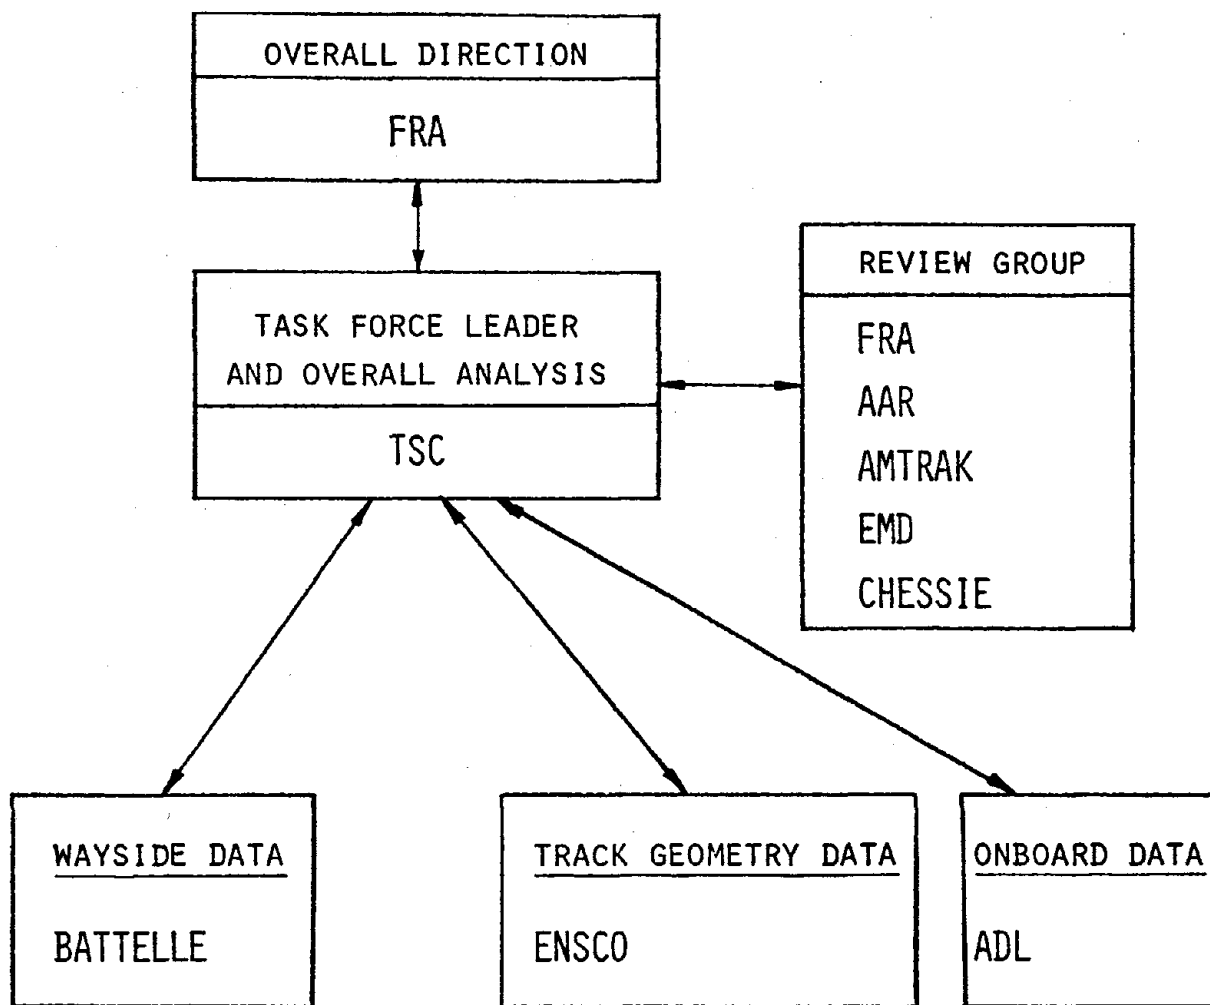 OVERALL DIRECTION
FRA
TASK FORCE LEADER
AND OVERALL ANALYSIS
TSC
REVIEW GROUP
FRA
AAR
AMTRAK
EMD
CHESSIE
WAYSIDE DATA
BATTELLE
TRACK GEOMETRY DATA
ENSCO
ONBOARD DATA
ADL